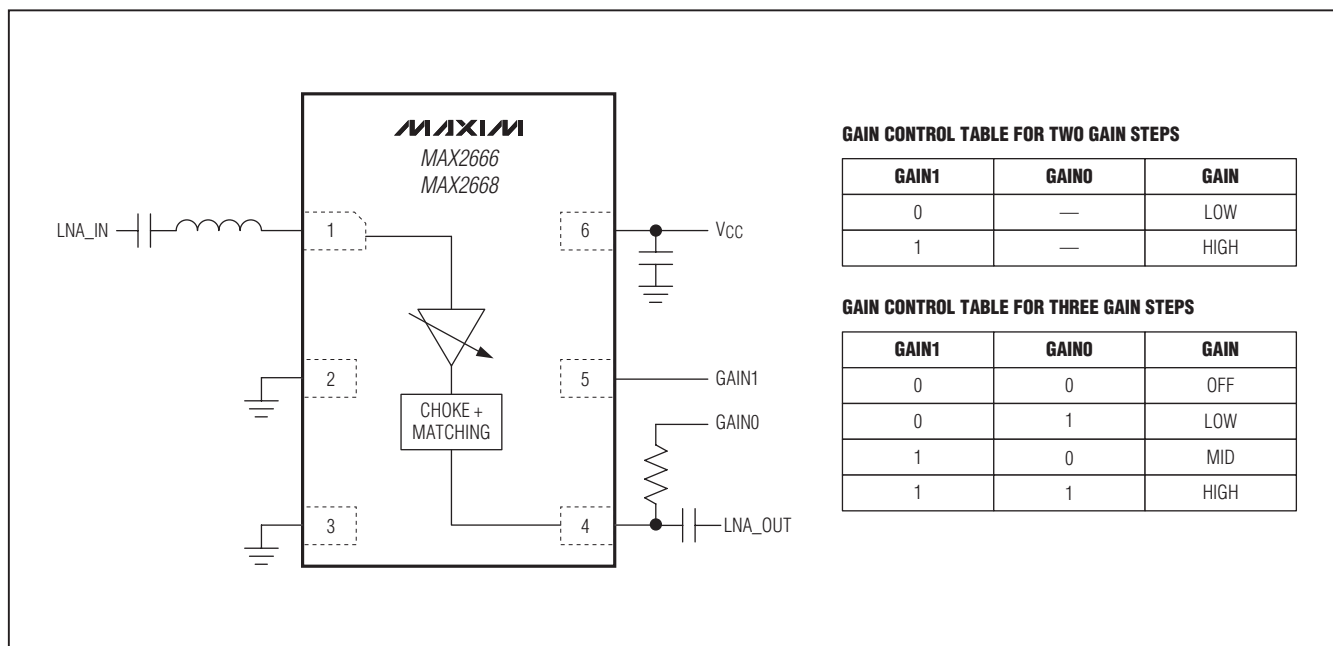 MAXIM
MAX2666
MAX2668
LNA_IN
1
6
VCC
2
5
GAIN1
CHOKE +
MATCHING
GAIN0
3
4
LNA_OUT
GAIN CONTROL TABLE FOR TWO GAIN STEPS
GAIN1 GAIN0 GAIN
0 — LOW
1 — HIGH
GAIN CONTROL TABLE FOR THREE GAIN STEPS
GAIN1 GAIN0 GAIN
0 0 OFF
0 1 LOW
1 0 MID
1 1 HIGH